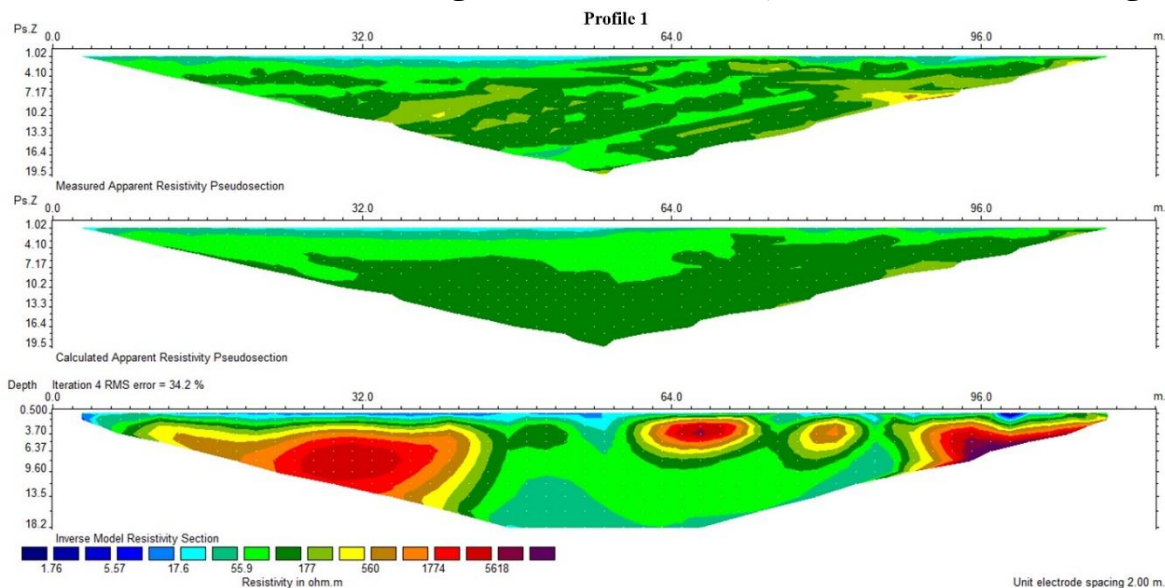 Profile 1
Ps.Z 0.0 32.0 64.0 96.0 m.
1.02
4.10
7.17
10.2
13.3
16.4
19.5
Measured Apparent Resistivity Pseudosection
Ps.Z 0.0 32.0 64.0 96.0 m.
1.02
4.10
7.17
10.2
13.3
16.4
19.5
Calculated Apparent Resistivity Pseudosection
Depth Iteration 4 RMS error = 34.2 %
0.0 32.0 64.0 96.0 m.
0.500
3.70
6.37
9.60
13.5
18.2
Inverse Model Resistivity Section
1.76 5.57 17.6 55.9 177 560 1774 5618
Resistivity in ohm.m
Unit electrode spacing 2.00 m.